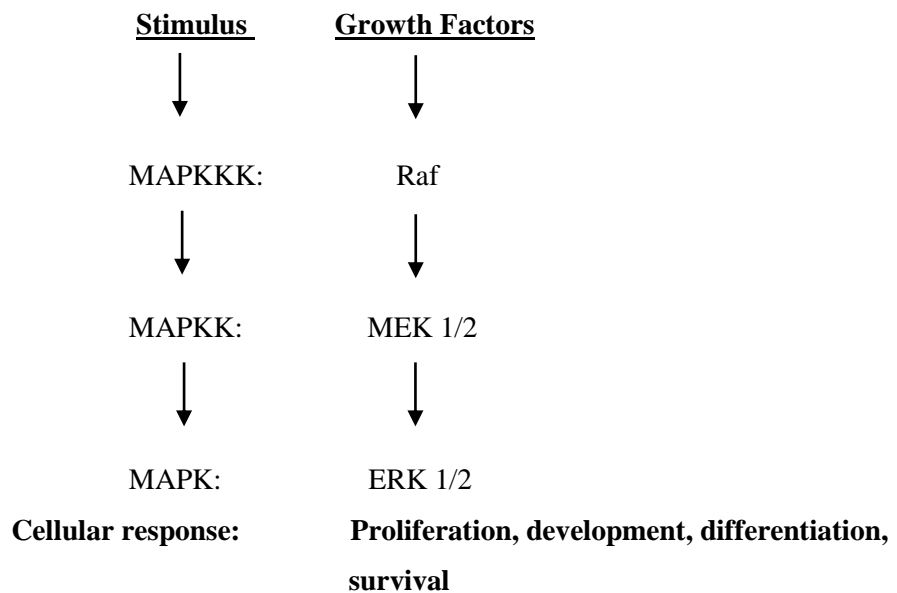 Stimulus Growth Factors
MAPKKK: Raf
MAPKK: MEK 1/2
MAPK: ERK 1/2
Cellular response: Proliferation, development, differentiation,
survival